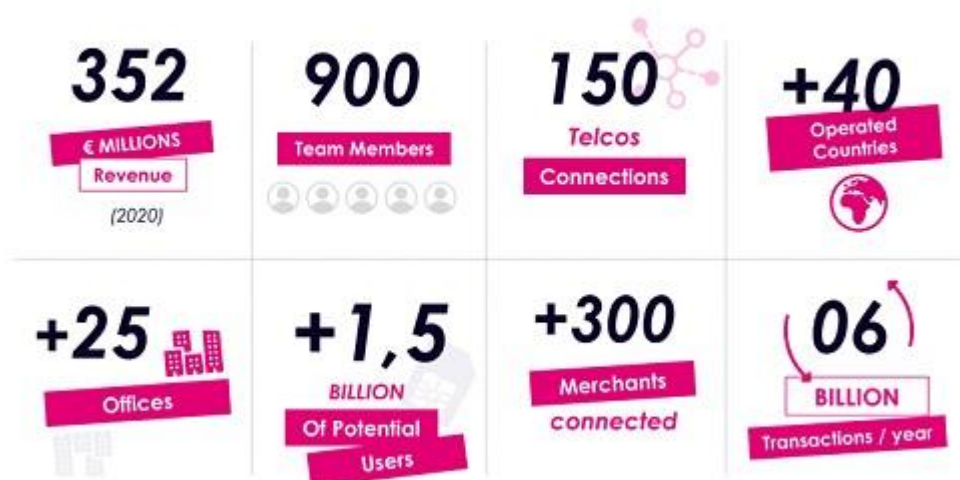 352
€ MILLIONS
Revenue
(2020)
900
Team Members
150
Telcos
Connections
+40
Operated
Countries
+25
Offices
+1,5
BILLION
Of Potential
Users
+300
Merchants
connected
06
BILLION
Transactions / year